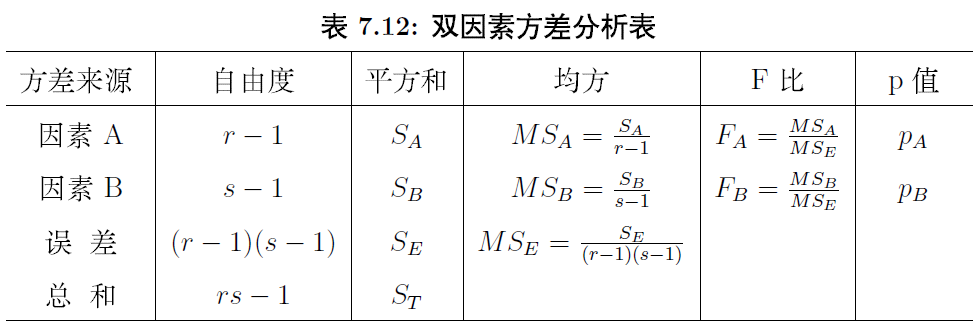 表 7.12: 双因素方差分析表
方差来源 自由度 平方和 均方 F 比 p 值
因素 A r − 1 S_A MS_A = \frac{S_A}{r−1} F_A = \frac{MS_A}{MS_E} p_A
因素 B s − 1 S_B MS_B = \frac{S_B}{s−1} F_B = \frac{MS_B}{MS_E} p_B
误 差 (r − 1)(s − 1) S_E MS_E = \frac{S_E}{(r−1)(s−1)}
总 和 rs − 1 S_T